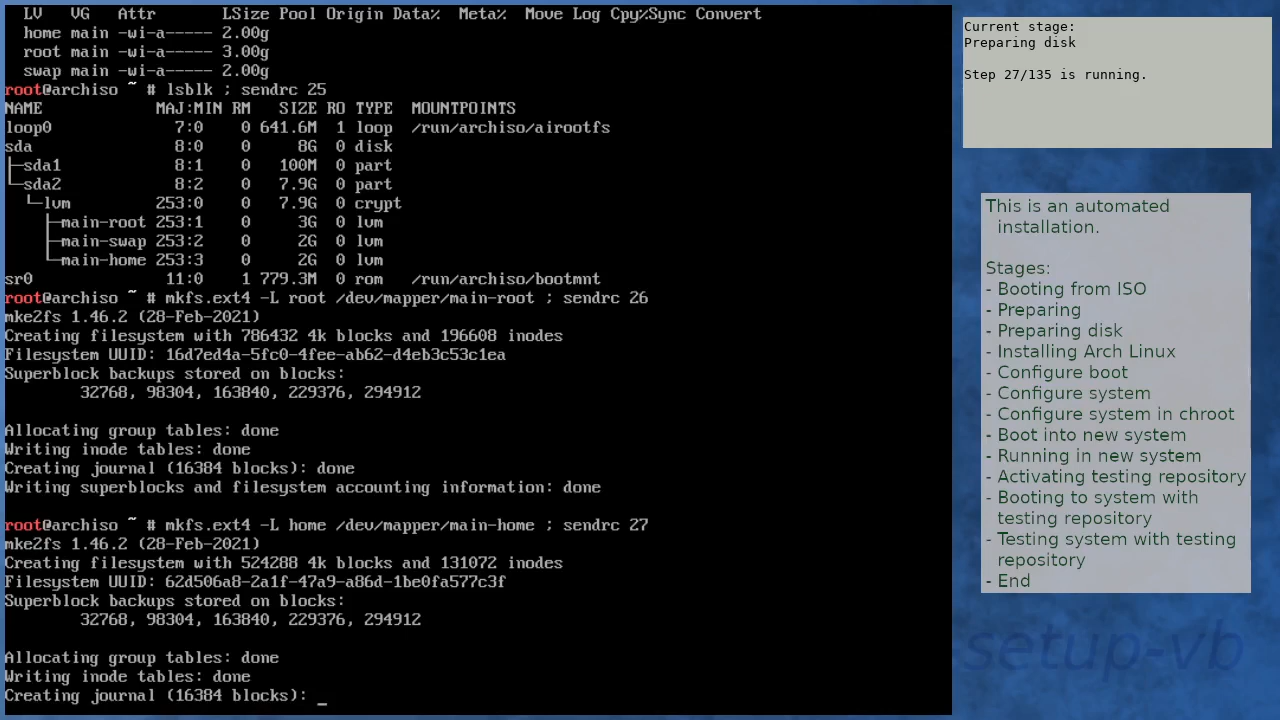 LV   VG   Attr       LSize Pool Origin Data%  Meta%  Move Log Cpy%Sync Convert
  home main -wi-a----- 2.00g
  root main -wi-a----- 3.00g
  swap main -wi-a----- 2.00g
root@archiso ~ # lsblk ; sendrc 25
NAME            MAJ:MIN RM   SIZE RO TYPE  MOUNTPOINTS
loop0             7:0    0 641.6M  1 loop  /run/archiso/airootfs
sda               8:0    0     8G  0 disk
├─sda1            8:1    0   100M  0 part
└─sda2            8:2    0   7.9G  0 part
  └─lvm         253:0    0   7.9G  0 crypt
    ├─main-root 253:1    0     3G  0 lvm
    ├─main-swap 253:2    0     2G  0 lvm
    └─main-home 253:3    0     2G  0 lvm
sr0              11:0    1 779.3M  0 rom   /run/archiso/bootmnt
root@archiso ~ # mkfs.ext4 -L root /dev/mapper/main-root ; sendrc 26
mke2fs 1.46.2 (28-Feb-2021)
Creating filesystem with 786432 4k blocks and 196608 inodes
Filesystem UUID: 16d7ed4a-5fc0-4fee-ab62-d4eb3c53c1ea
Superblock backups stored on blocks:
        32768, 98304, 163840, 229376, 294912

Allocating group tables: done
Writing inode tables: done
Creating journal (16384 blocks): done
Writing superblocks and filesystem accounting information: done

root@archiso ~ # mkfs.ext4 -L home /dev/mapper/main-home ; sendrc 27
mke2fs 1.46.2 (28-Feb-2021)
Creating filesystem with 524288 4k blocks and 131072 inodes
Filesystem UUID: 62d506a8-2a1f-47a9-a86d-1be0fa577c3f
Superblock backups stored on blocks:
        32768, 98304, 163840, 229376, 294912

Allocating group tables: done
Writing inode tables: done
Creating journal (16384 blocks): _
Current stage:
Preparing disk

Step 27/135 is running.
This is an automated
installation.

Stages:
- Booting from ISO
- Preparing
- Preparing disk
- Installing Arch Linux
- Configure boot
- Configure system
- Configure system in chroot
- Boot into new system
- Running in new system
- Activating testing repository
- Booting to system with
testing repository
- Testing system with testing
repository
- End
setup-vb